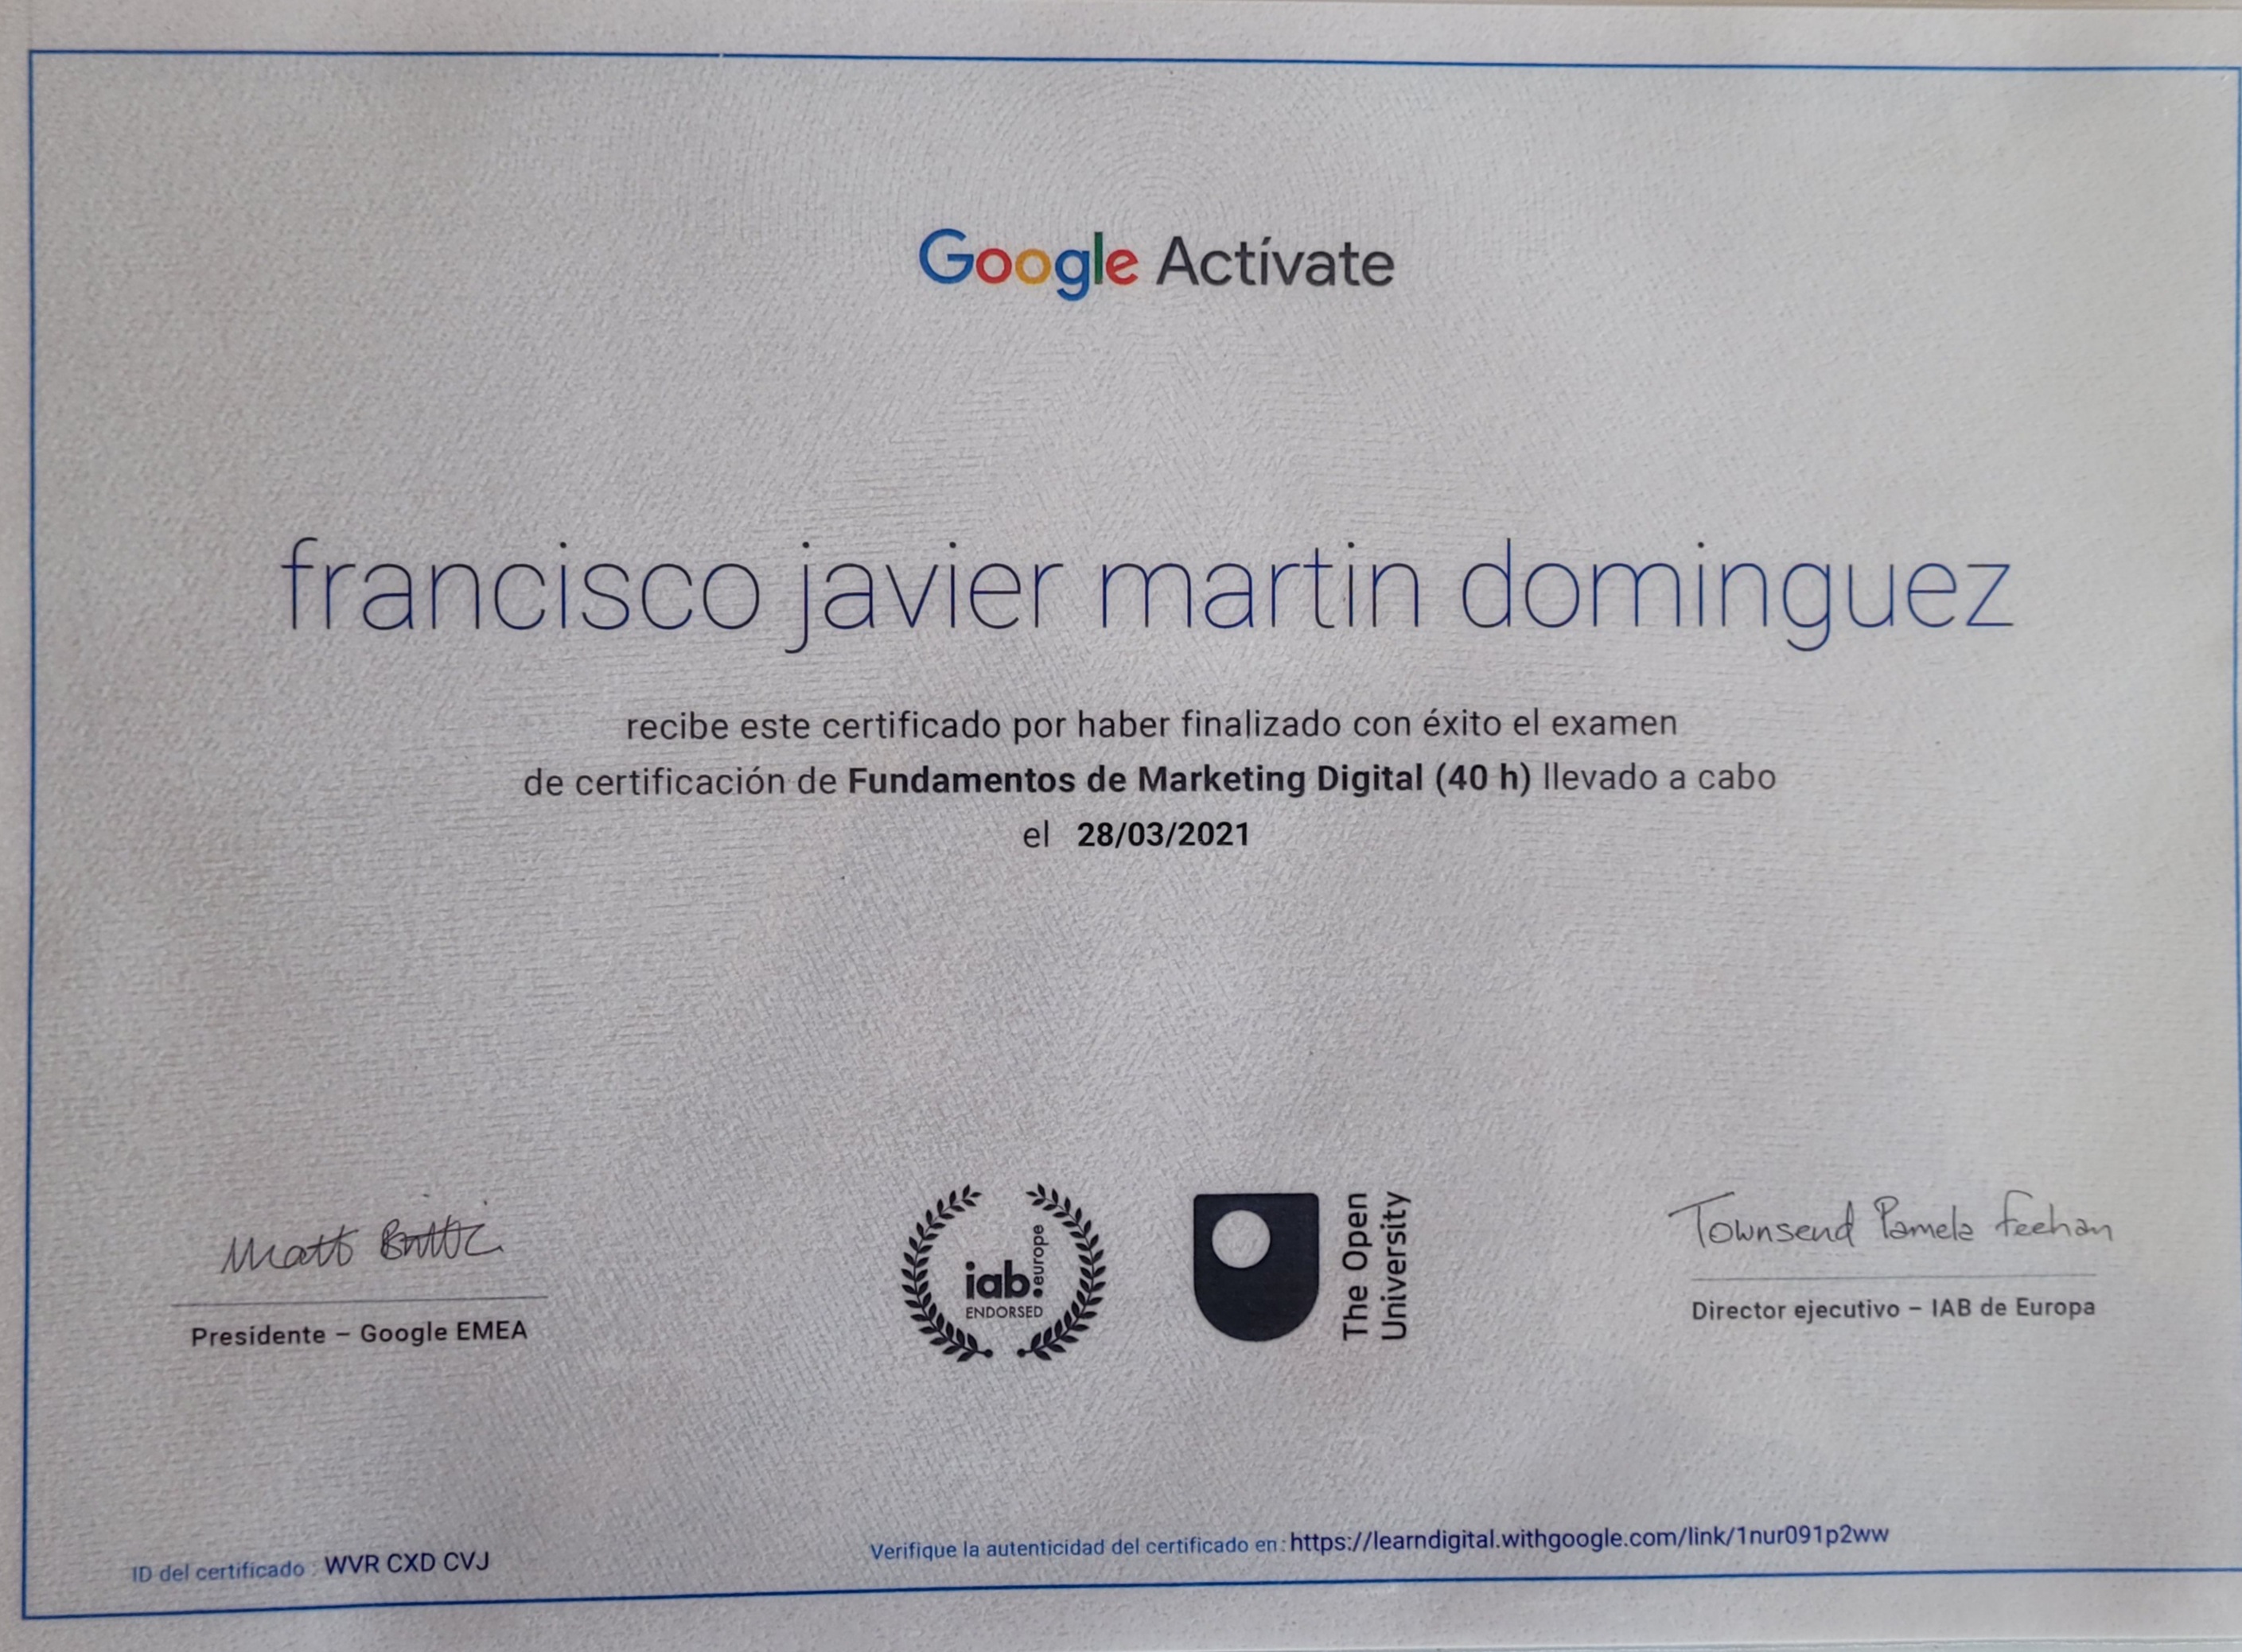 Google Actívate
francisco javier martin dominguez
recibe este certificado por haber finalizado con éxito el examen
de certificación de Fundamentos de Marketing Digital (40 h) llevado a cabo
el 28/03/2021
Matt
Presidente – Google EMEA
iab.europe
ENDORSED
The Open
University
Townsend Pamela Feehan
Director ejecutivo – IAB de Europa
ID del certificado : WVR CXD CVJ
Verifique la autenticidad del certificado en: https://learndigital.withgoogle.com/link/1nur091p2ww